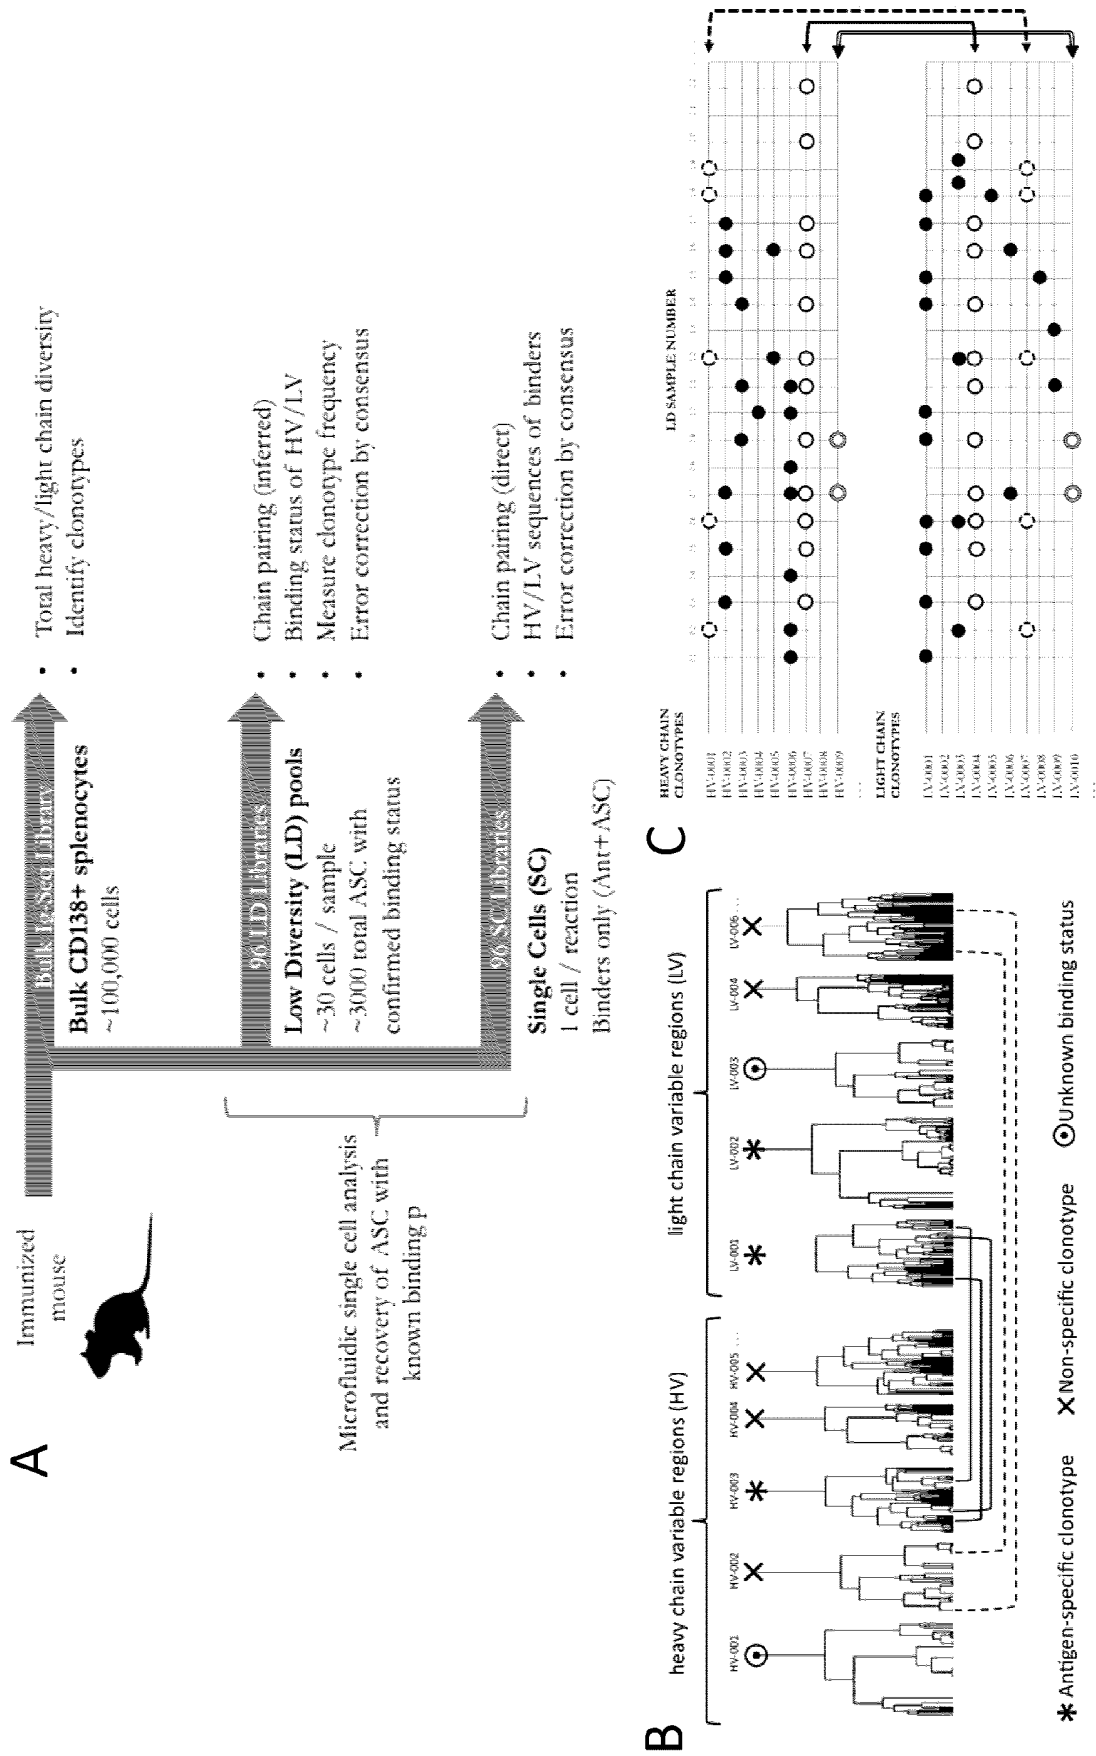 A
Immunized
mouse
Bulk Ig-Seq Library
Bulk CD138+ splenocytes
~100,000 cells
• Total heavy/light chain diversity
• Identify clonotypes
Microfluidic single cell analysis
and recovery of ASC with
known binding p
96 LD Libraries
Low Diversity (LD) pools
~30 cells / sample
~3000 total ASC with
confirmed binding status
• Chain pairing (inferred)
• Binding status of HV/LV
• Measure clonotype frequency
• Error correction by consensus
96 SC Libraries
Single Cells (SC)
1 cell / reaction
Binders only (Ant+ASC)
• Chain pairing (direct)
• HV/LV sequences of binders
• Error correction by consensus
B
heavy chain variable regions (HV)
light chain variable regions (LV)
HV-001
HV-002
HV-003
HV-004
HV-005 ...
LV-001
LV-002
LV-003
LV-004
LV-006...
Antigen-specific clonotype
Non-specific clonotype
Unknown binding status
C
LD SAMPLE NUMBER
HEAVY CHAIN
CLONOTYPES
HV-0001
HV-0002
HV-0003
HV-0004
HV-0005
HV-0006
HV-0007
HV-0008
HV-0009
...
LIGHT CHAIN
CLONOTYPES
LV-0001
LV-0002
LV-0003
LV-0004
LV-0005
LV-0006
LV-0007
LV-0008
LV-0009
LV-0010
...